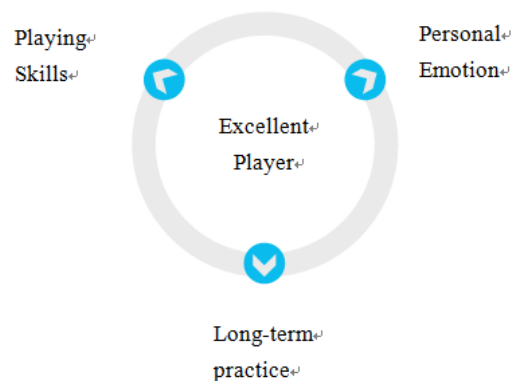 Playing
Skills
Personal
Emotion
Excellent
Player
Long-term
practice